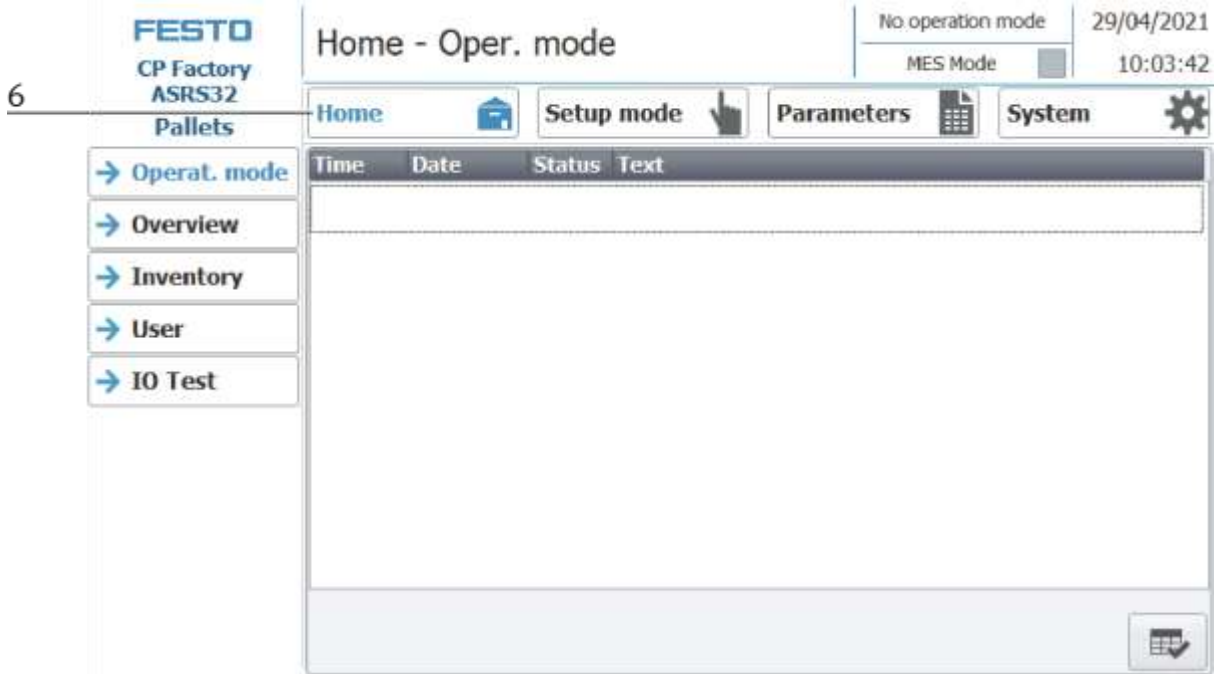 FESTO
CP Factory
ASRS32
Pallets
6
Home - Oper. mode
No operation mode
MES Mode
29/04/2021
10:03:42
Home
Setup mode
Parameters
System
Operat. mode
Overview
Inventory
User
IO Test
Time Date Status Text